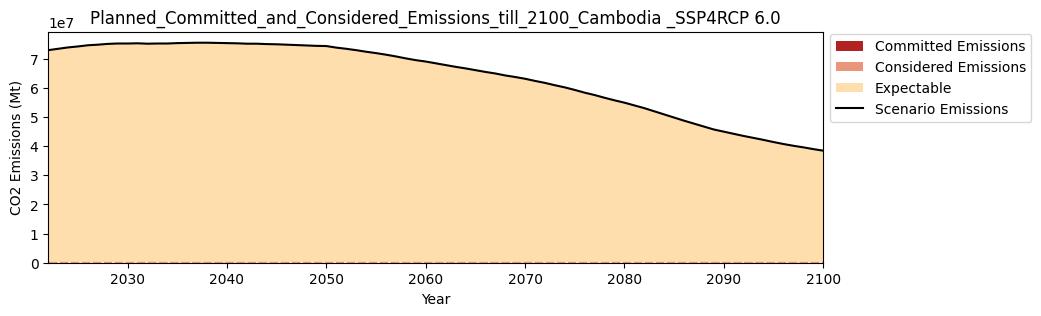 Planned_Committed_and_Considered_Emissions_till_2100_Cambodia _SSP4RCP 6.0
1e7
7
6
5
4
3
2
1
0
CO2 Emissions (Mt)
2030 2040 2050 2060 2070 2080 2090 2100
Year
Committed Emissions
Considered Emissions
Expectable
Scenario Emissions